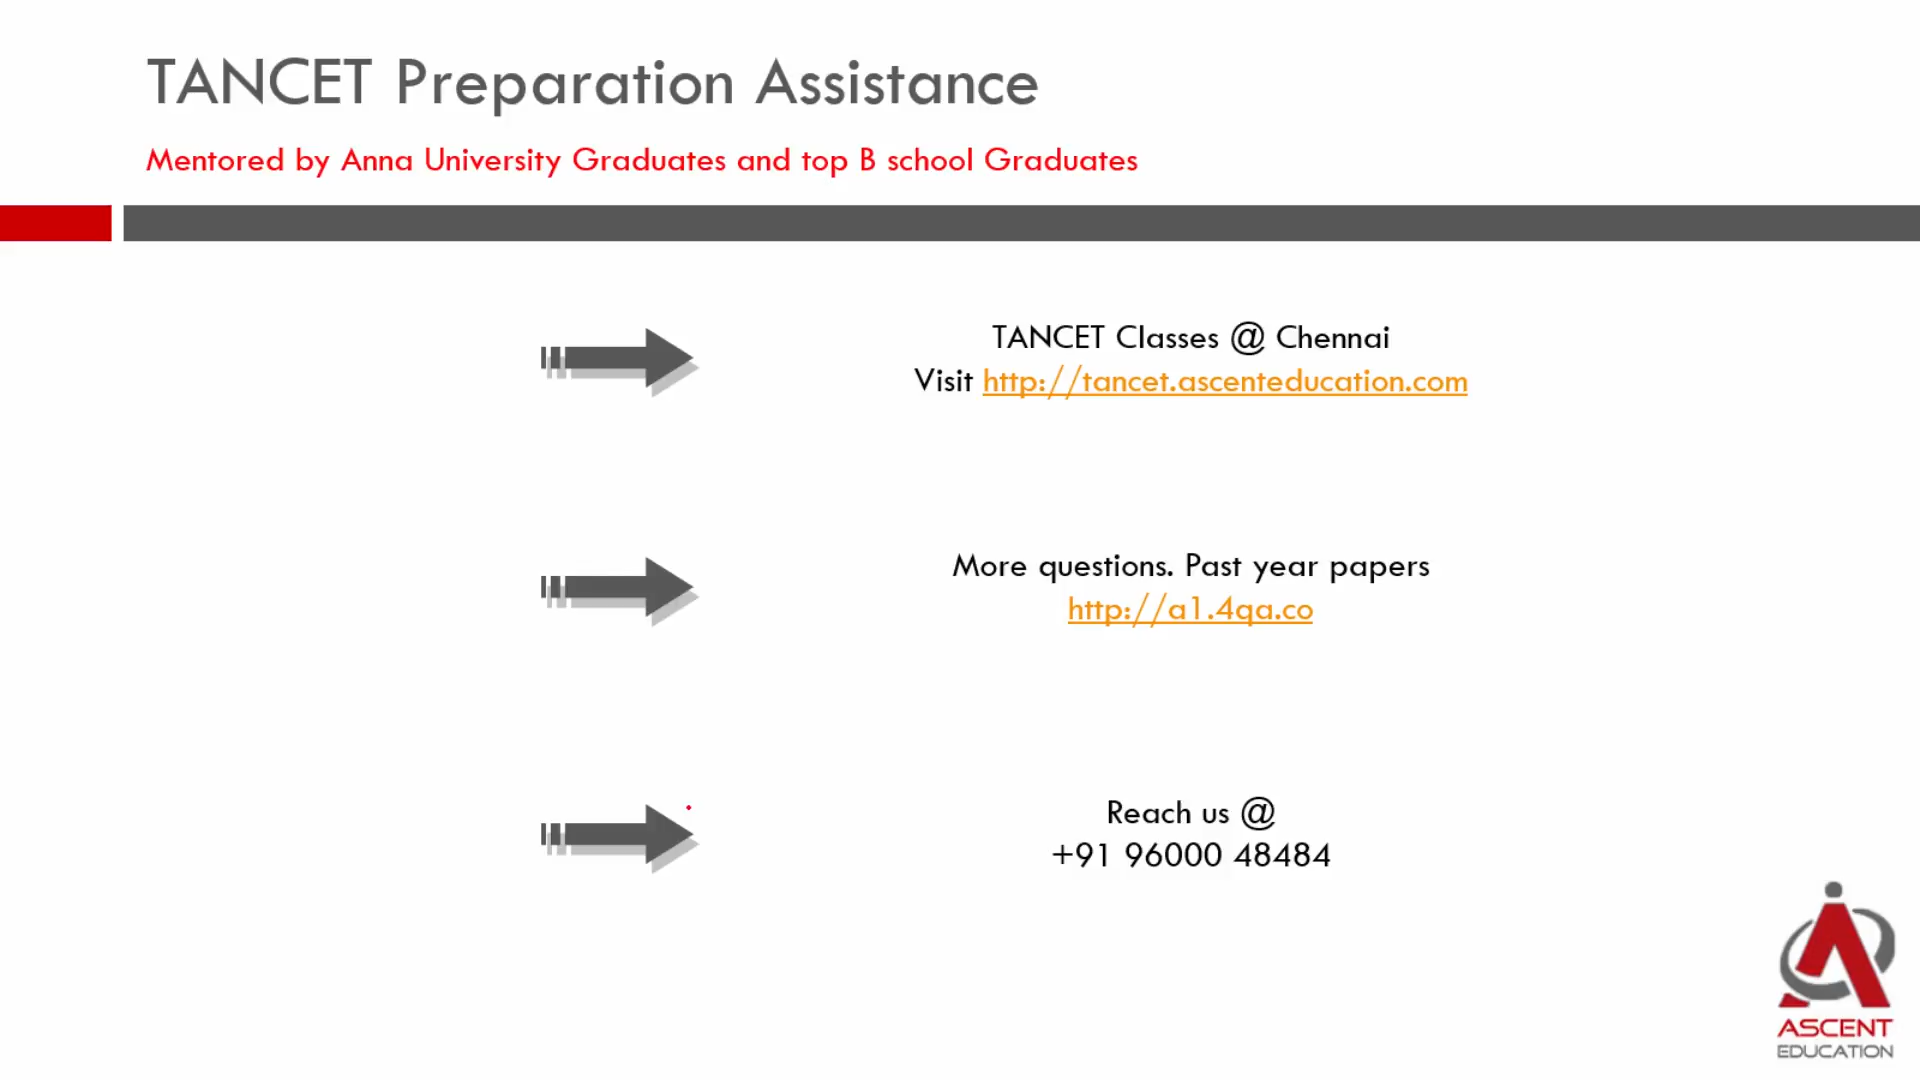 TANCET Preparation Assistance
Mentored by Anna University Graduates and top B school Graduates
TANCET Classes @ Chennai
Visit http://tancet.ascenteducation.com
More questions. Past year papers
http://a1.4qa.co
Reach us @
+91 96000 48484
ASCENT
EDUCATION